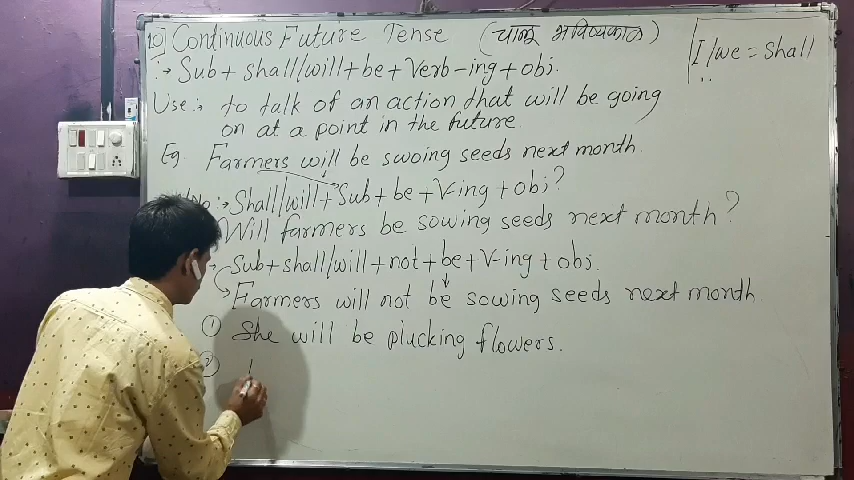 10) Continuous Future Tense (चालू भविष्यकाळ)
I/we = Shall
:→ Sub + shall/will + be + Verb-ing + obj.
Use:→ to talk of an action that will be going
on at a point in the future.
Eg. Farmers will be swoing seeds next month.
:→ Shall/will + Sub + be + V-ing + obj?
Will farmers be sowing seeds next month?
Sub + shall/will + not + be + V-ing + obj.
Farmers will not be sowing seeds next month
① She will be plucking flowers.
②